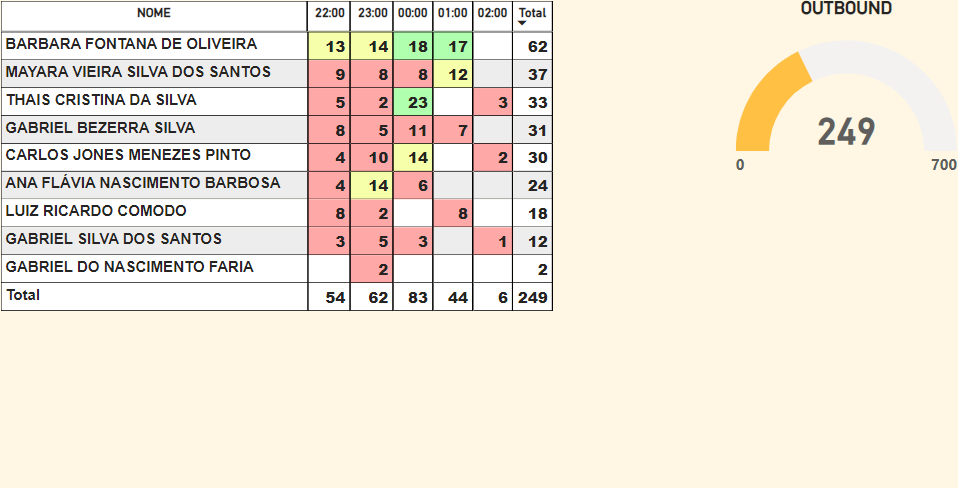 NOME 22:00 23:00 00:00 01:00 02:00 Total
BARBARA FONTANA DE OLIVEIRA 13 14 18 17 62
MAYARA VIEIRA SILVA DOS SANTOS 9 8 8 12 37
THAIS CRISTINA DA SILVA 5 2 23 3 33
GABRIEL BEZERRA SILVA 8 5 11 7 31
CARLOS JONES MENEZES PINTO 4 10 14 2 30
ANA FLÁVIA NASCIMENTO BARBOSA 4 14 6 24
LUIZ RICARDO COMODO 8 2 8 18
GABRIEL SILVA DOS SANTOS 3 5 3 1 12
GABRIEL DO NASCIMENTO FARIA 2 2
Total 54 62 83 44 6 249
OUTBOUND
249
0 700